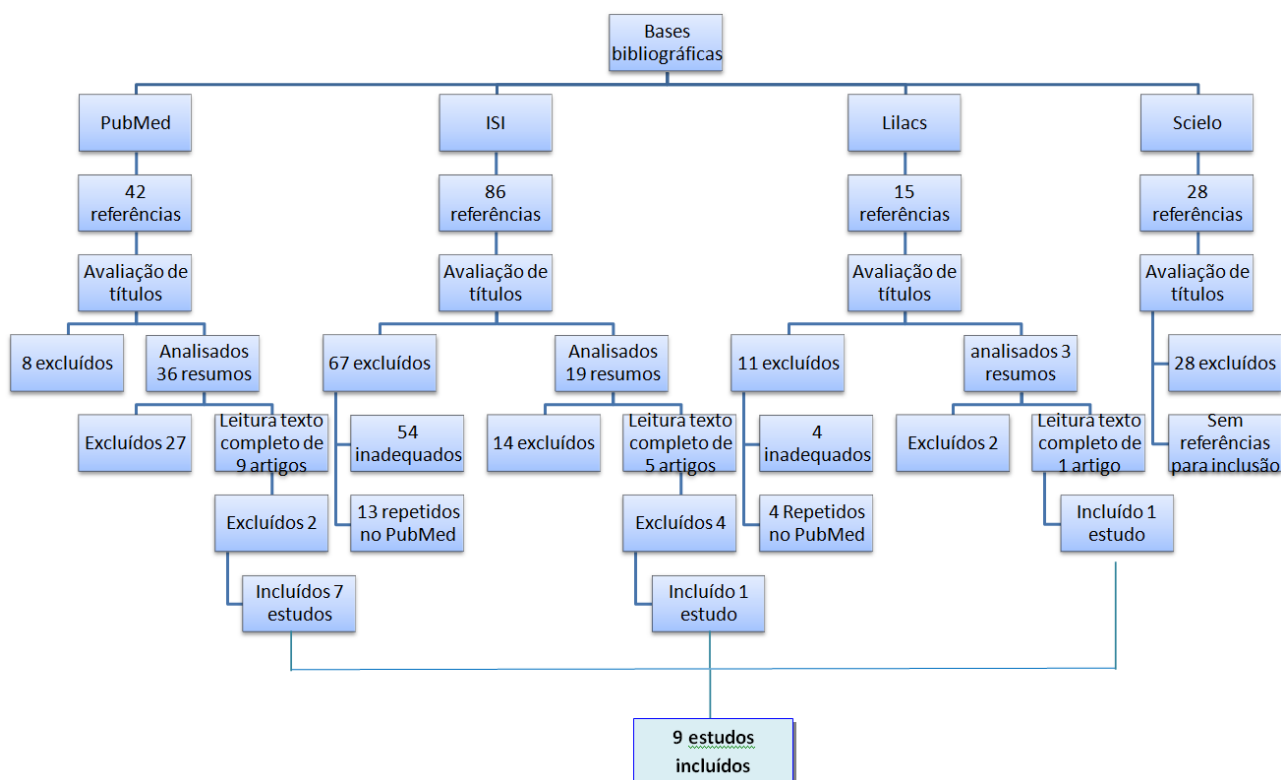 Bases
bibliográficas
PubMed
ISI
Lilacs
Scielo
42
referências
86
referências
15
referências
28
referências
Avaliação de
títulos
Avaliação de
títulos
Avaliação de
títulos
Avaliação de
títulos
8 excluídos
Analisados
36 resumos
67 excluídos
Analisados
19 resumos
11 excluídos
analisados 3
resumos
28 excluídos
Excluídos 27
Leitura texto
completo de
9 artigos
54
inadequados
14 excluídos
Leitura texto
completo de
5 artigos
4
inadequados
Excluídos 2
Leitura texto
completo de
1 artigo
Sem
referências
para inclusão
Excluídos 2
13 repetidos
no PubMed
Excluídos 4
4 Repetidos
no PubMed
Incluído 1
estudo
Incluídos 7
estudos
Incluído 1
estudo
9 estudos
incluídos